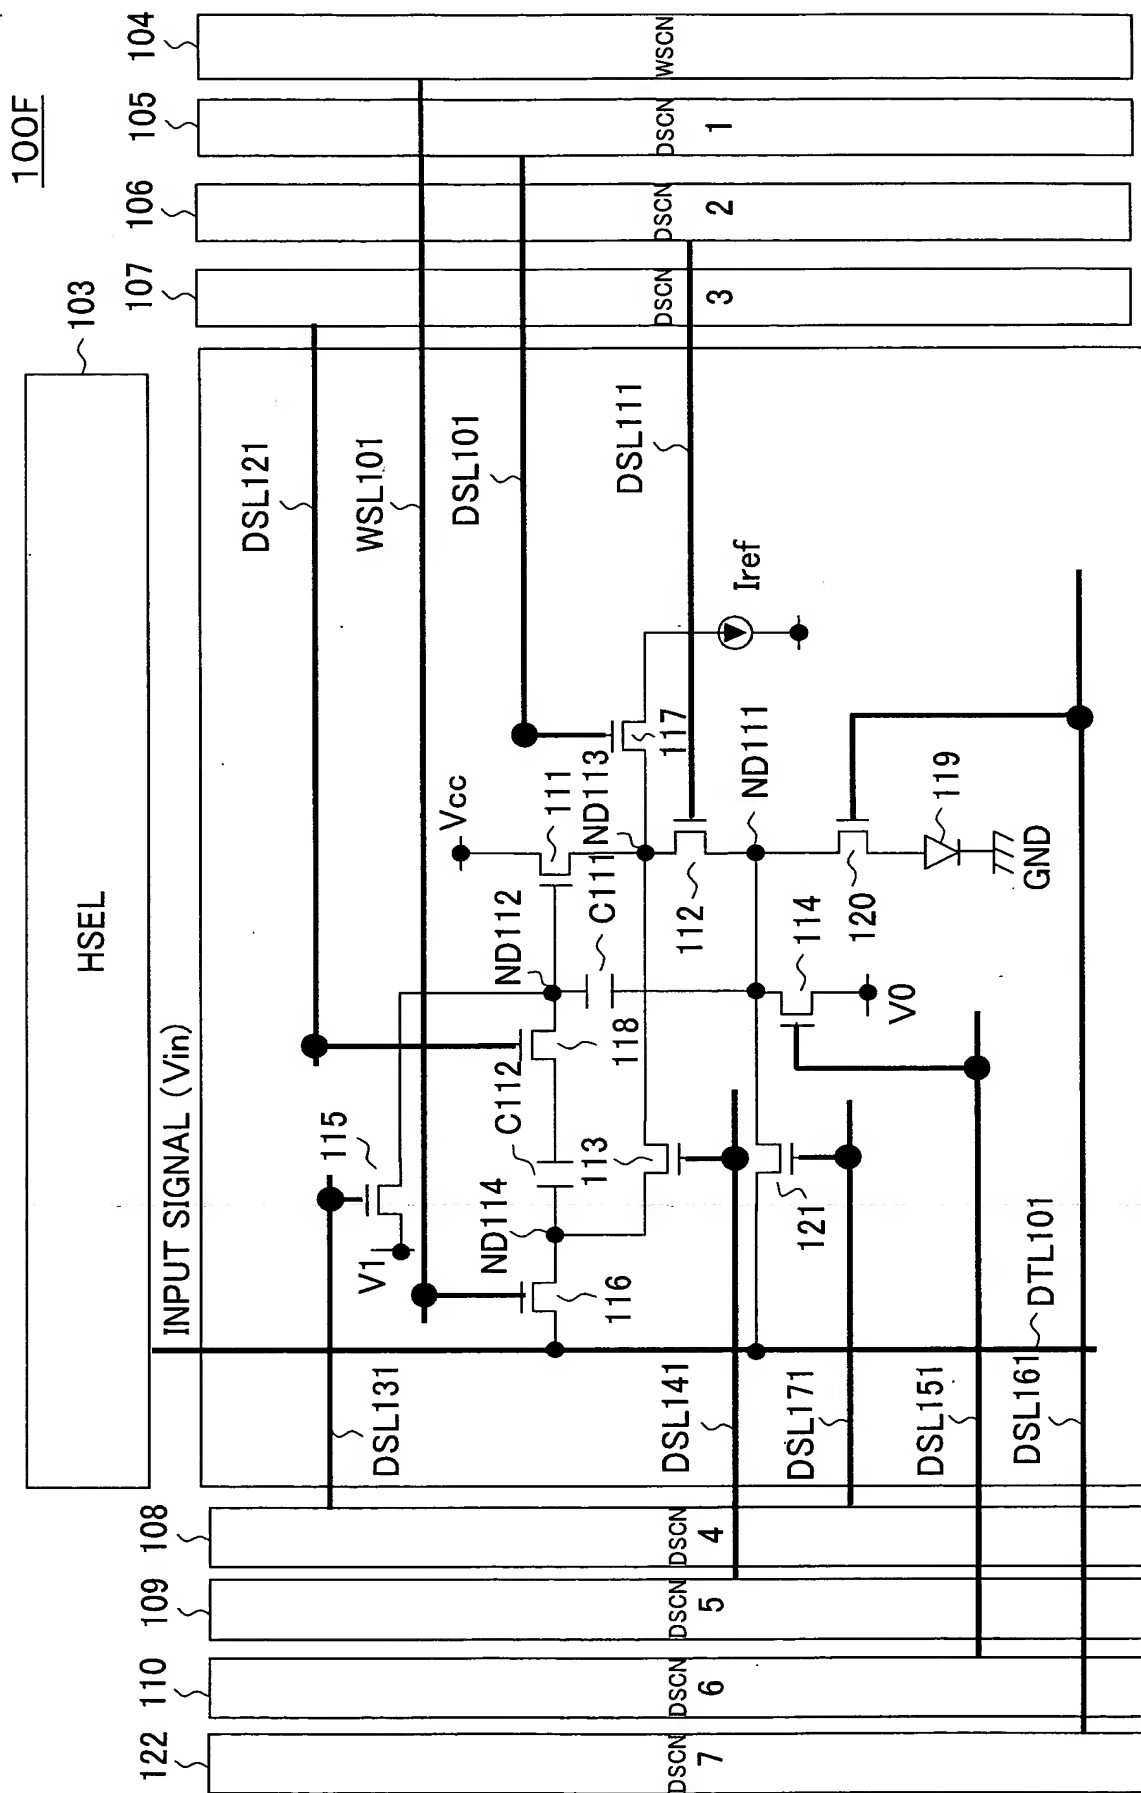 100F
103
HSEL
INPUT SIGNAL (Vin)
122
110
109
108
107
106
105
104
DSCN
7
DSCN
6
DSCN
5
DSCN
4
DSCN
3
DSCN
2
DSCN
1
WSCN
DSL121
WSL101
DSL101
DSL111
DSL131
DSL141
DSL171
DSL151
DSL161
DTL101
V1
115
ND114
116
C112
118
ND112
C111
111
Vcc
ND113
117
Iref
113
112
ND111
121
114
V0
120
119
GND